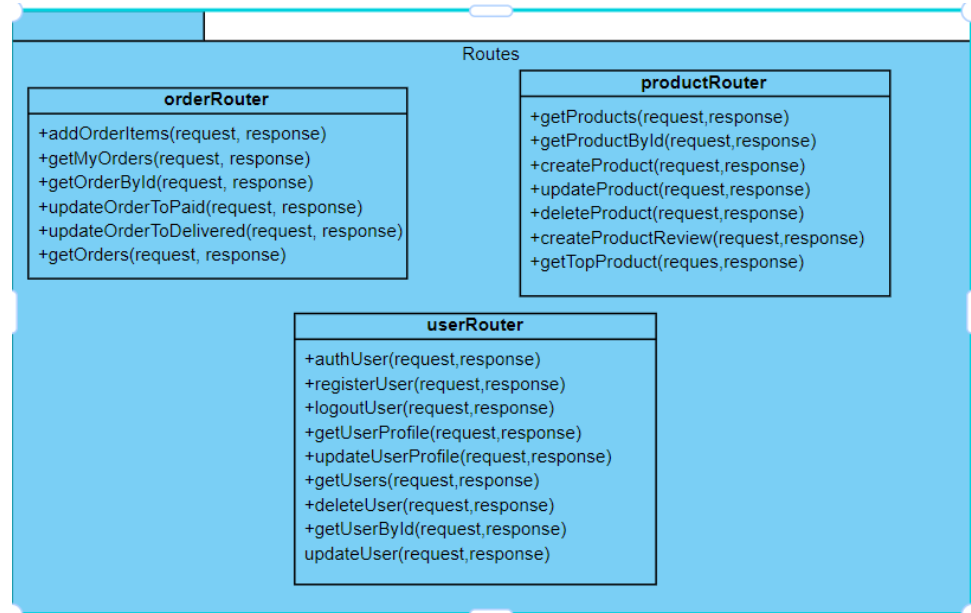 Routes
orderRouter
+addOrderItems(request, response)
+getMyOrders(request, response)
+getOrderById(request, response)
+updateOrderToPaid(request, response)
+updateOrderToDelivered(request, response)
+getOrders(request, response)
productRouter
+getProducts(request,response)
+getProductById(request,response)
+createProduct(request,response)
+updateProduct(request,response)
+deleteProduct(request,response)
+createProductReview(request,response)
+getTopProduct(reques,response)
userRouter
+authUser(request,response)
+registerUser(request,response)
+logoutUser(request,response)
+getUserProfile(request,response)
+updateUserProfile(request,response)
+getUsers(request,response)
+deleteUser(request,response)
+getUserById(request,response)
updateUser(request,response)